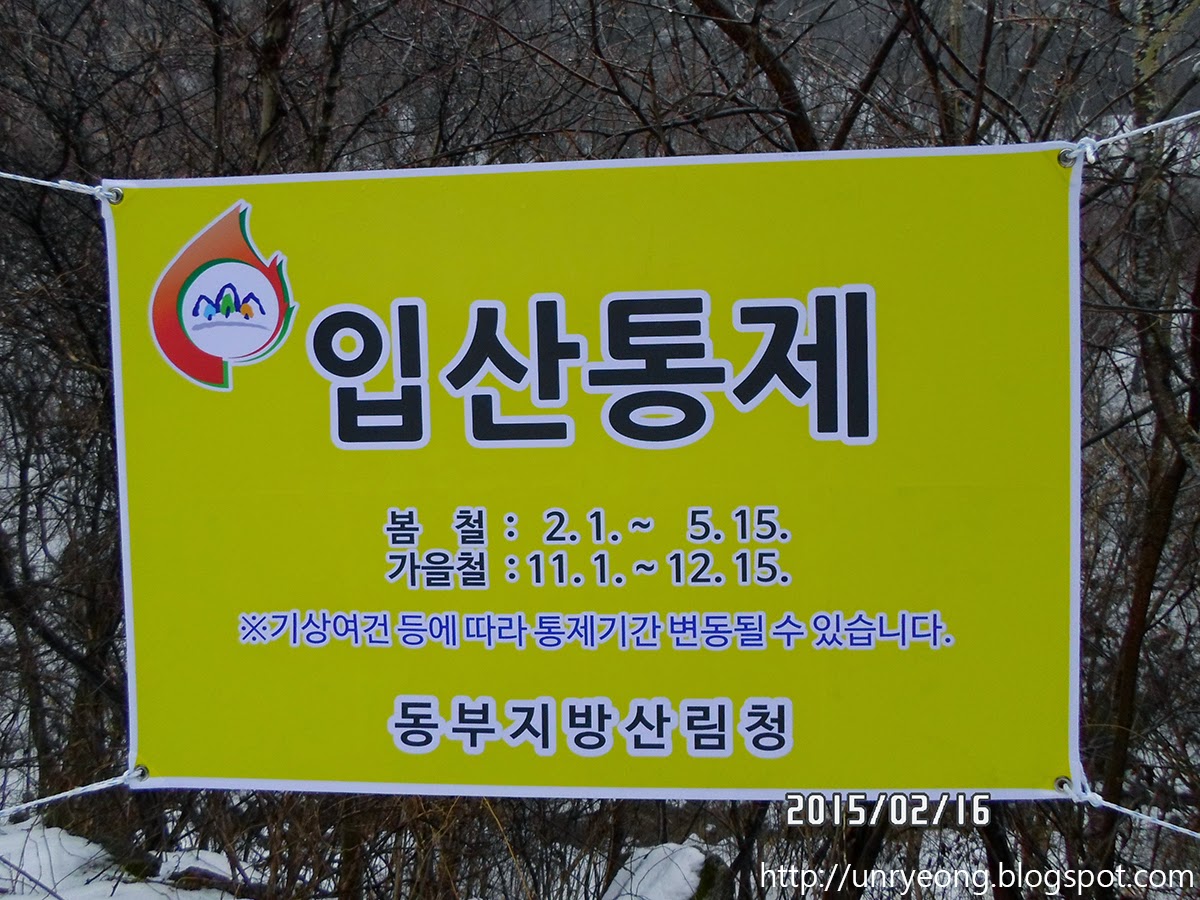 입산통제
봄 철 : 2. 1. ~ 5. 15.
가을철 : 11. 1. ~ 12. 15.
※기상여건 등에 따라 통제기간 변동될 수 있습니다.
동부지방산림청
2015/02/16
http://unryeong.blogspot.com